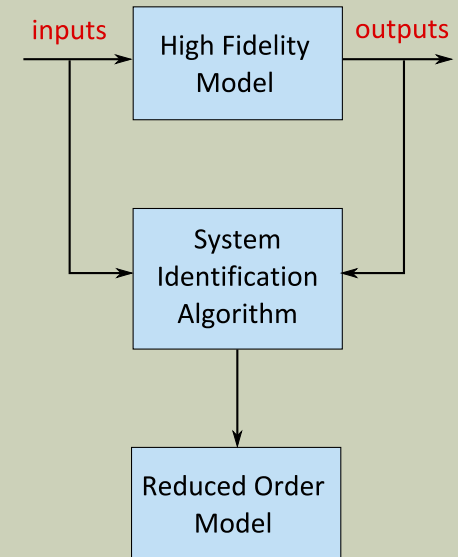 inputs
outputs
High Fidelity
Model
System
Identification
Algorithm
Reduced Order
Model